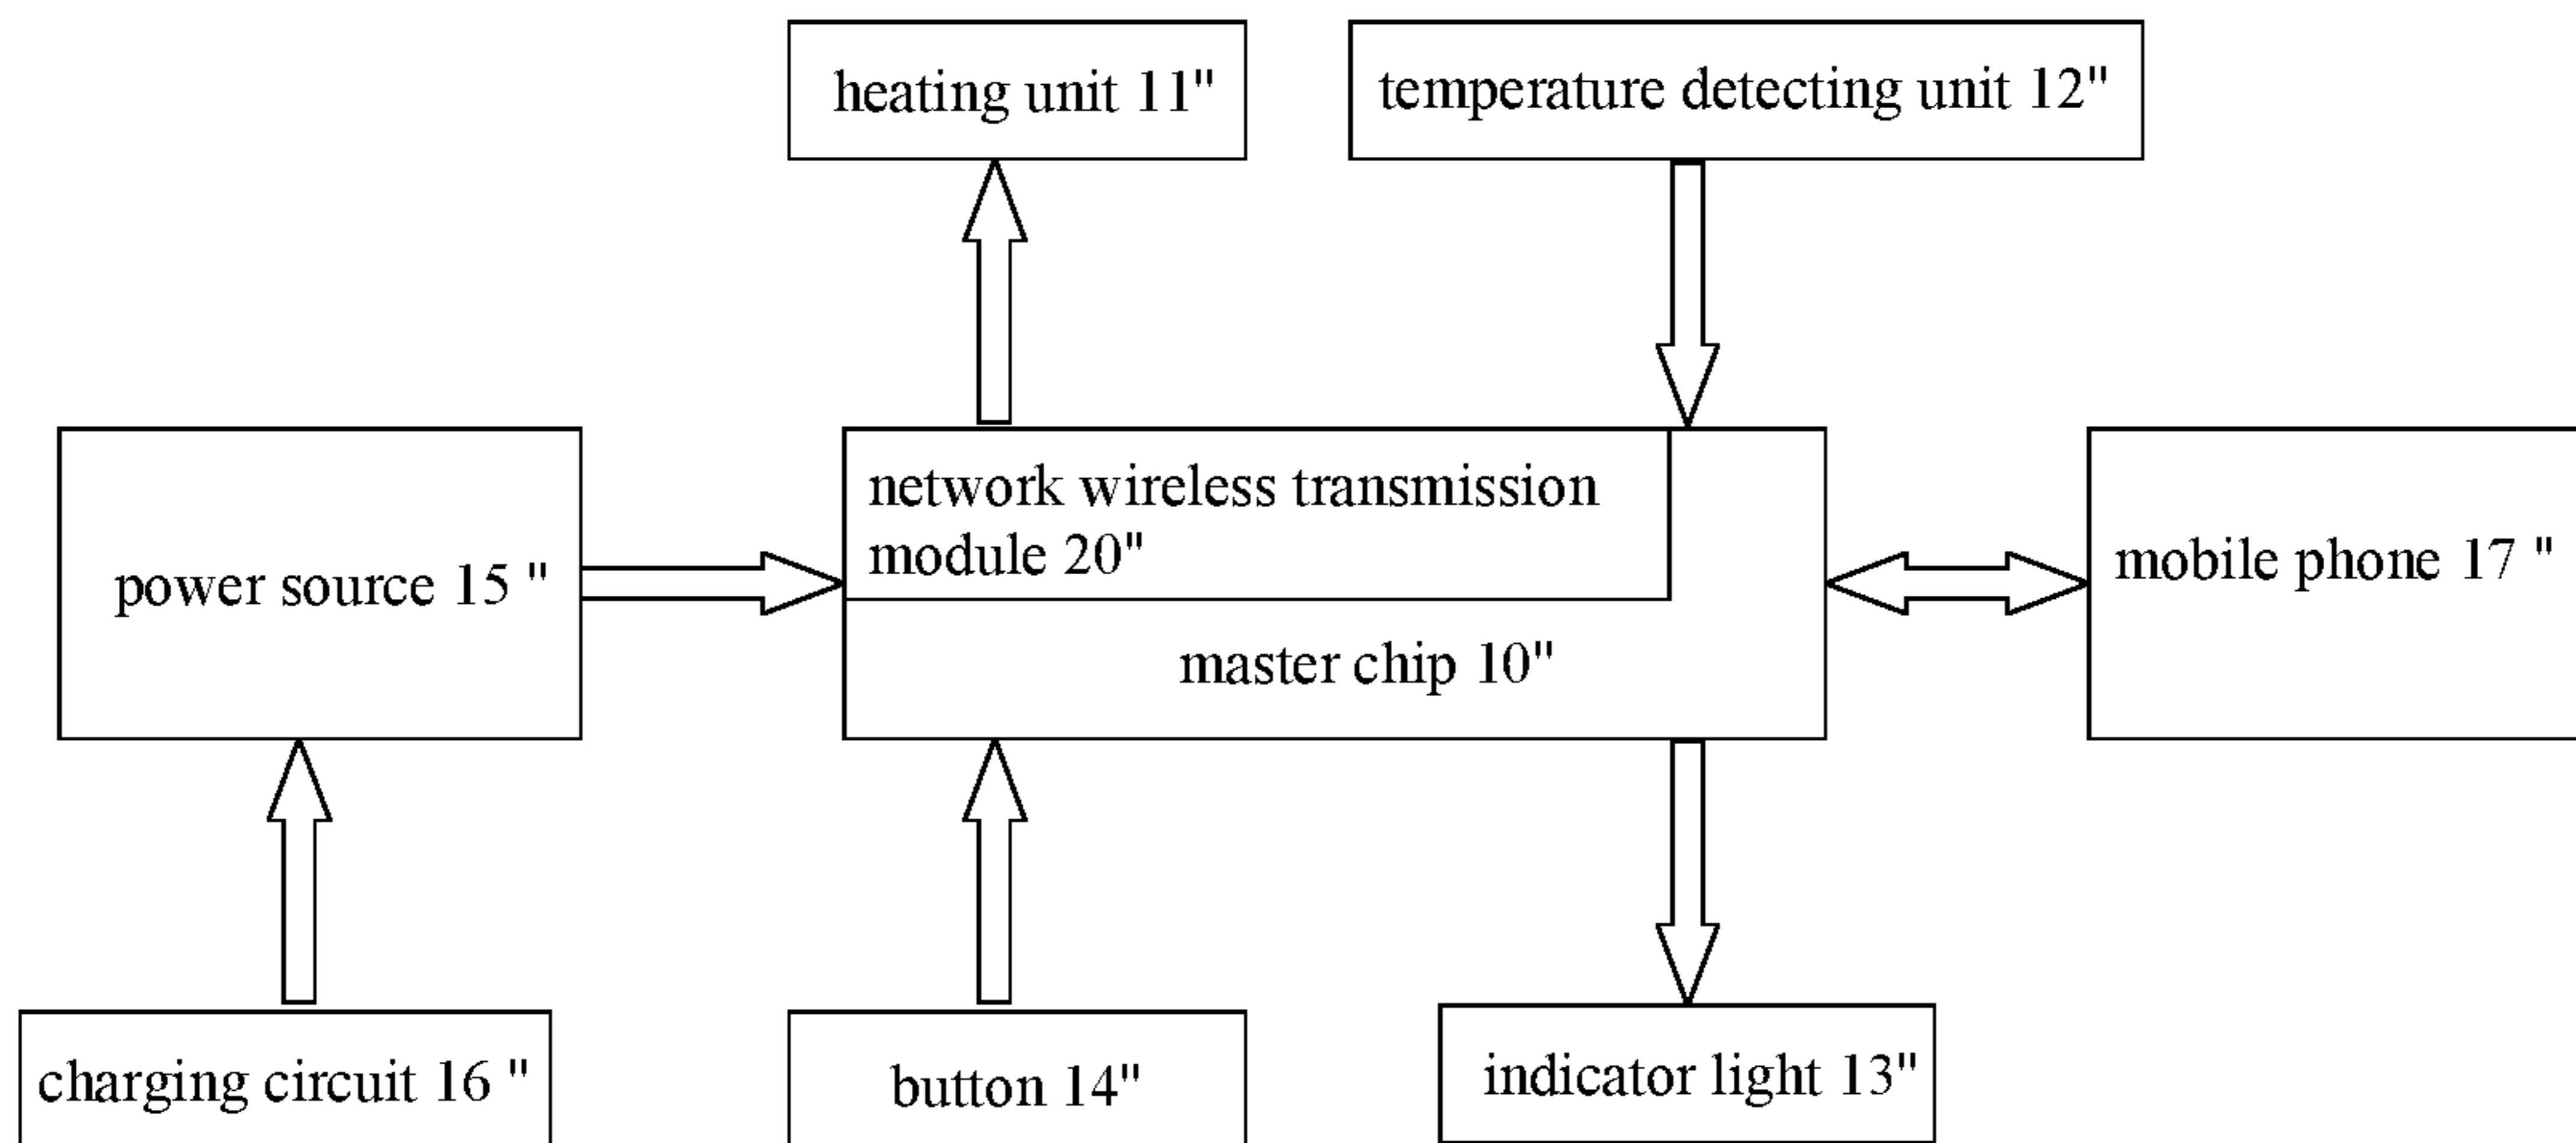 heating unit 11"
temperature detecting unit 12"
network wireless transmission
module 20"
power source 15 "
mobile phone 17 "
master chip 10"
charging circuit 16 "
button 14"
indicator light 13"